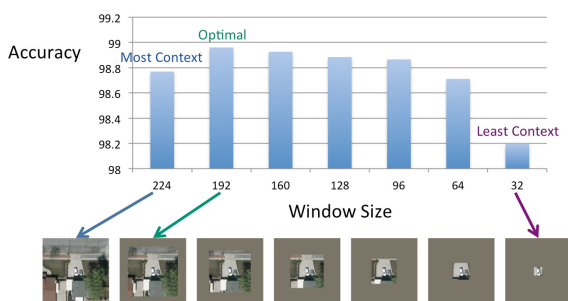 99.2
Accuracy
99
98.8
98.6
98.4
98.2
98
Most Context
Optimal
Least Context
224 192 160 128 96 64 32
Window Size